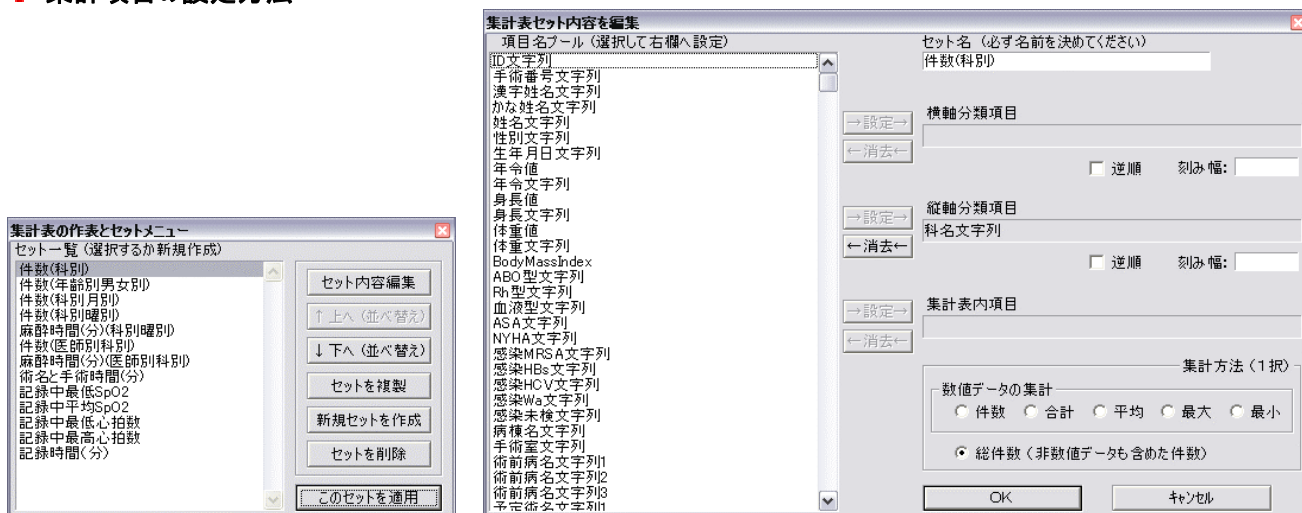 集計項目の設定方法
集計表の作表とセットメニュー
セット一覧（選択するか新規作成）
件数(科別)
件数(年齢別男女別)
件数(科別月別)
件数(科別曜別)
麻酔時間(分)(科別曜別)
件数(医師別科別)
麻酔時間(分)(医師別科別)
術名と手術時間(分)
記録中最低SpO2
記録中平均SpO2
記録中最低心拍数
記録中最高心拍数
記録時間(分)
セット内容編集
↑上へ（並べ替え）
↓下へ（並べ替え）
セットを複製
新規セットを作成
セットを削除
このセットを適用
集計表セット内容を編集
項目名プール（選択して右欄へ設定）
ID文字列
手術番号文字列
漢字姓名文字列
かな姓名文字列
姓名文字列
性別文字列
生年月日文字列
年令値
年令文字列
身長値
身長文字列
体重値
体重文字列
BodyMassIndex
ABO型文字列
Rh型文字列
血液型文字列
ASA文字列
NYHA文字列
感染MRSA文字列
感染HBs文字列
感染HCV文字列
感染Wa文字列
感染未検文字列
病棟名文字列
手術室文字列
術前病名文字列1
術前病名文字列2
術前病名文字列3
予定術名文字列1
セット名（必ず名前を決めてください）
件数(科別)
→設定→
←消去←
横軸分類項目
逆順 刻み幅:
→設定→
←消去←
縦軸分類項目
科名文字列
逆順 刻み幅:
→設定→
←消去←
集計表内項目
集計方法（1択）
数値データの集計
件数 合計 平均 最大 最小
総件数（非数値データも含めた件数）
OK キャンセル